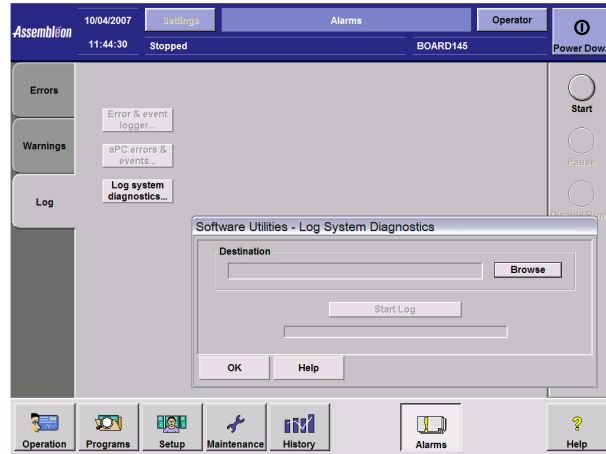 Assembléon
10/04/2007
Settings
Alarms
Operator
11:44:30
Stopped
BOARD145
Power Down
Errors
Warnings
Log
Error & event
logger...
aPC errors &
events...
Log system
diagnostics...
Start
Pause
Software Utilities - Log System Diagnostics
Destination
Browse
Start Log
OK
Help
Operation
Programs
Setup
Maintenance
History
Alarms
Help